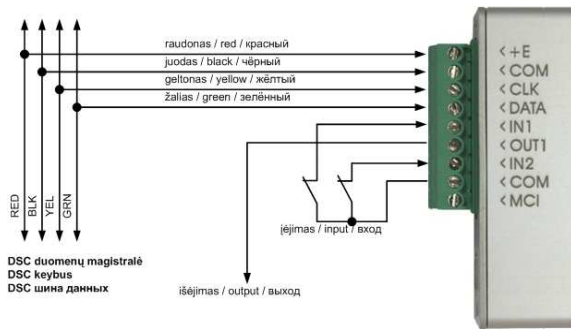 raudonas / red / красный
juodas / black / чёрный
geltonas / yellow / жёлтый
žalias / green / зелённый
<+E
<COM
<CLK
<DATA
<IN1
<OUT1
<IN2
<COM
<MCI
RED
BLK
YEL
GRN
įėjimas / input / вход
DSC duomenų magistralė
DSC keybus
DSC шина данных
išėjimas / output / выход